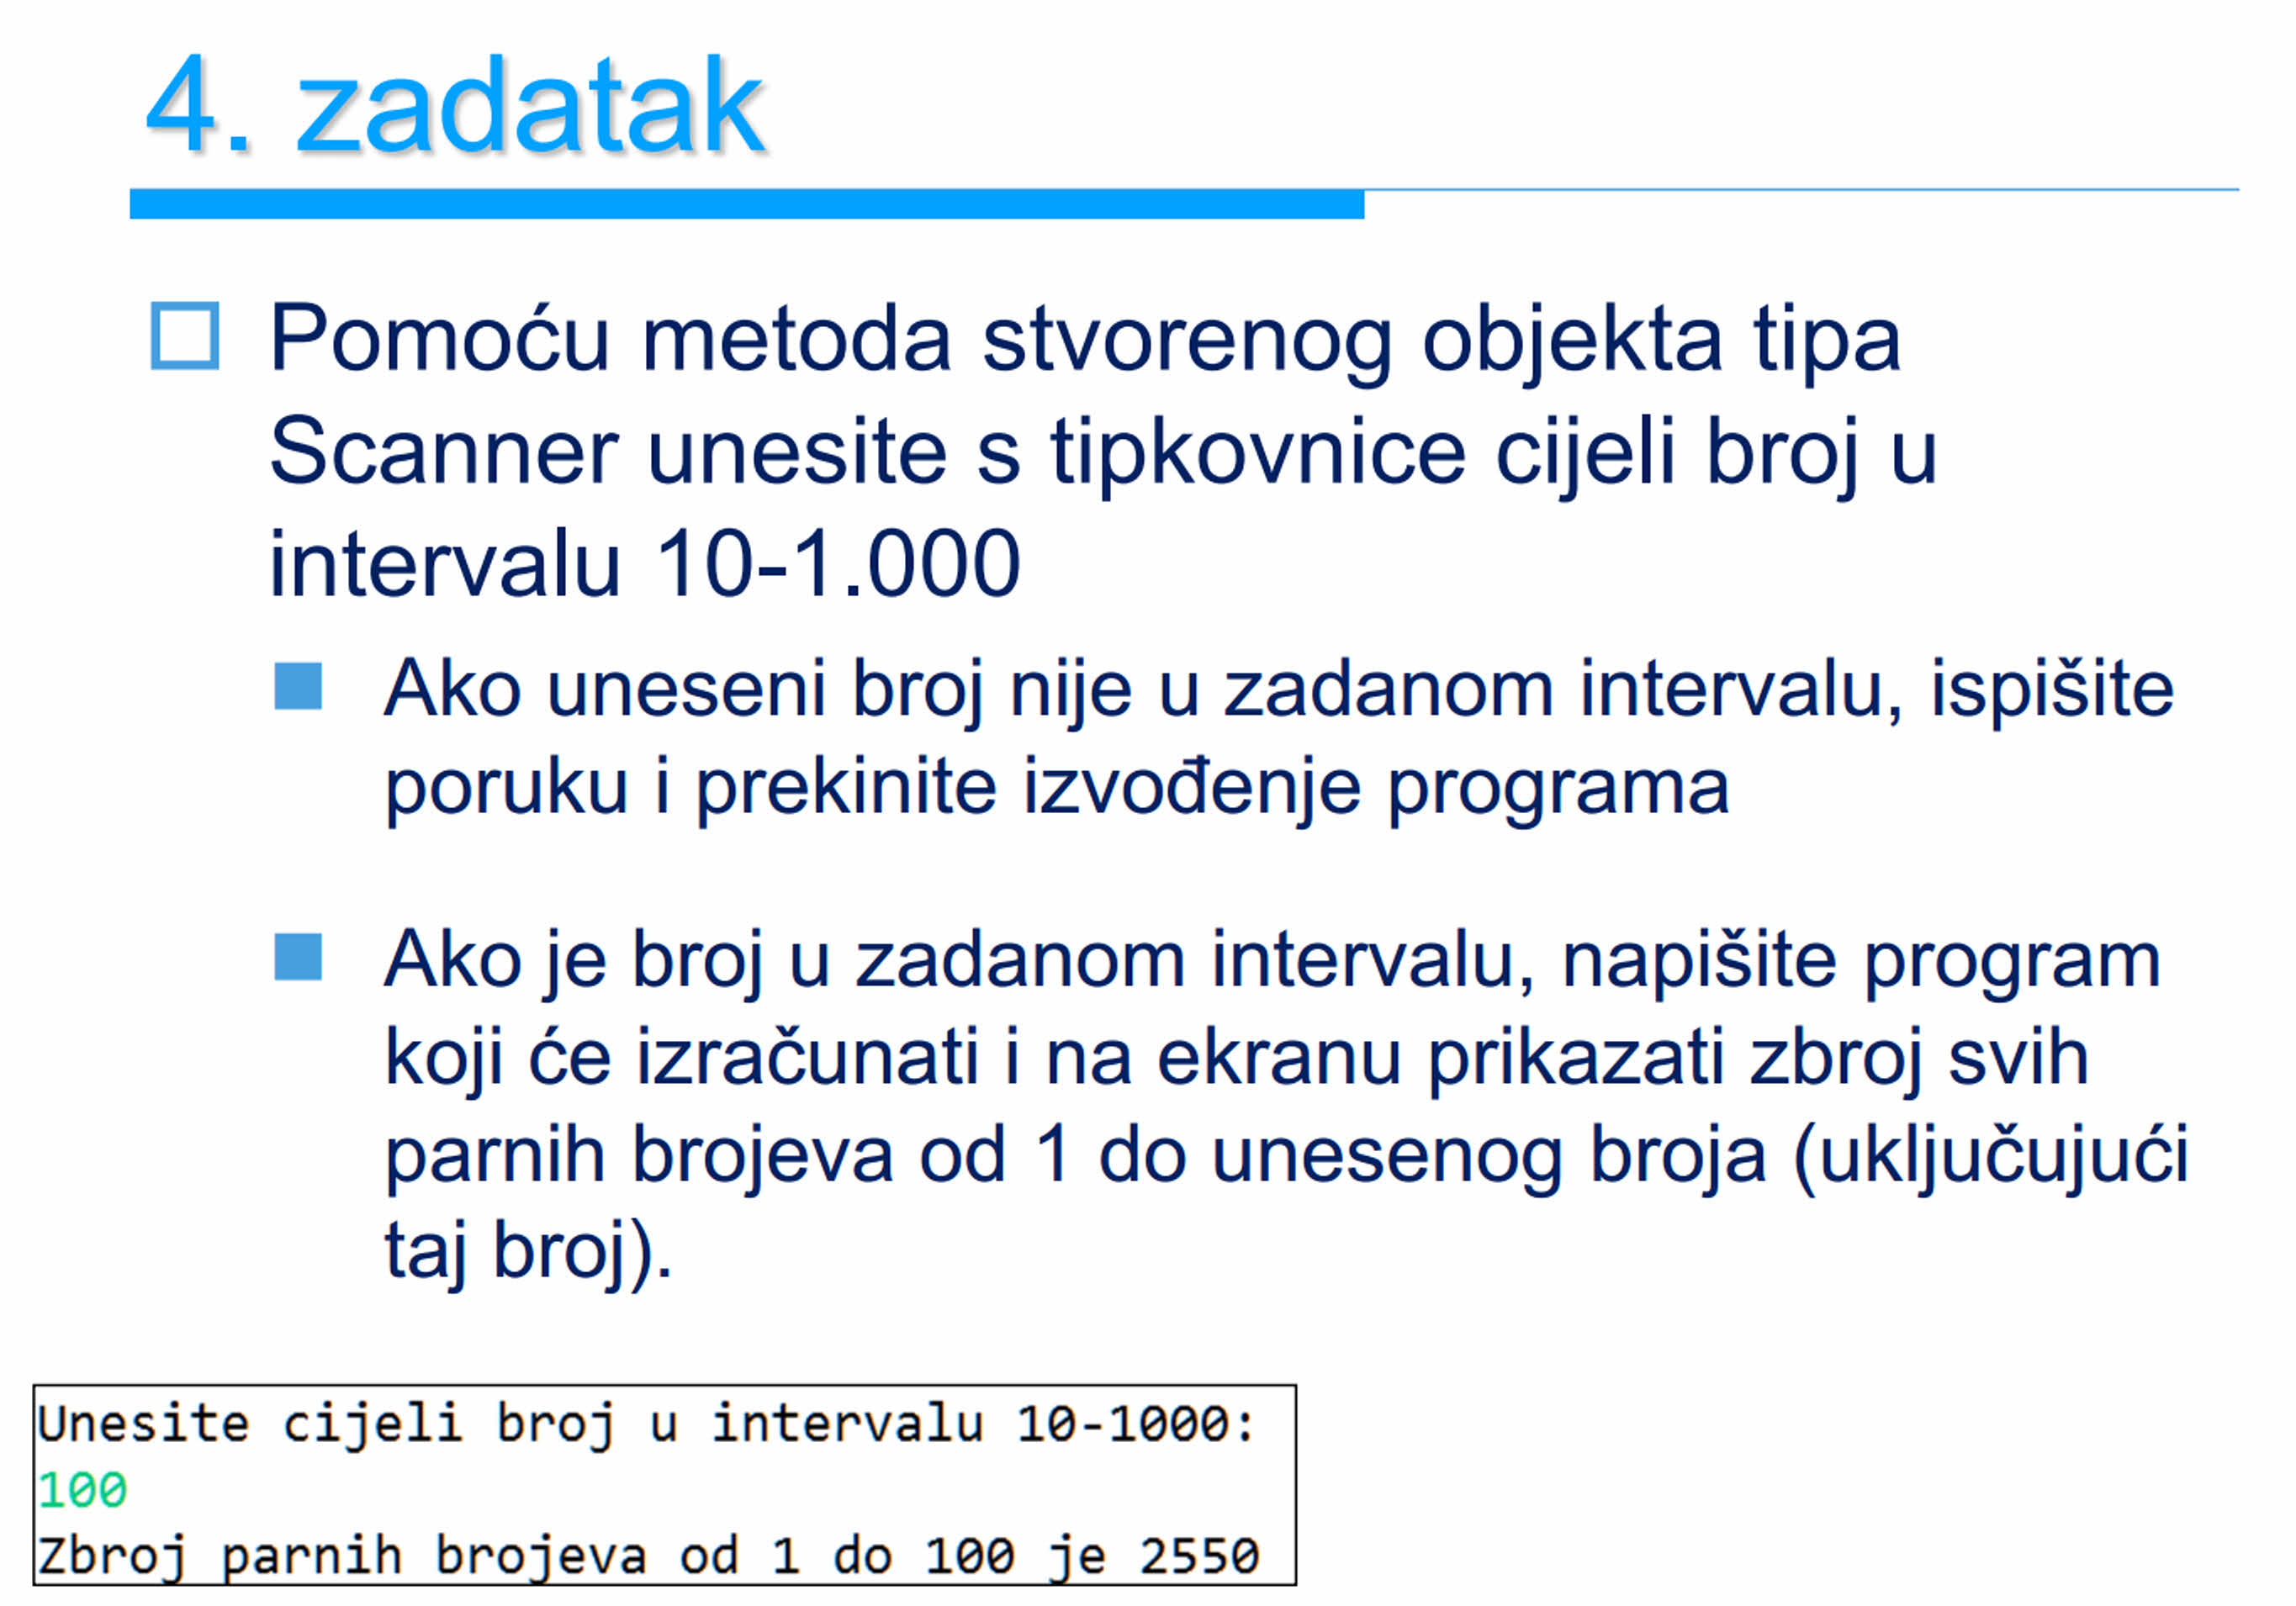 4. zadatak
Pomoću metoda stvorenog objekta tipa
Scanner unesite s tipkovnice cijeli broj u
intervalu 10-1.000
Ako uneseni broj nije u zadanom intervalu, ispišite
poruku i prekinite izvođenje programa
Ako je broj u zadanom intervalu, napišite program
koji će izračunati i na ekranu prikazati zbroj svih
parnih brojeva od 1 do unesenog broja (uključujući
taj broj).
Unesite cijeli broj u intervalu 10-1000:
100
Zbroj parnih brojeva od 1 do 100 je 2550